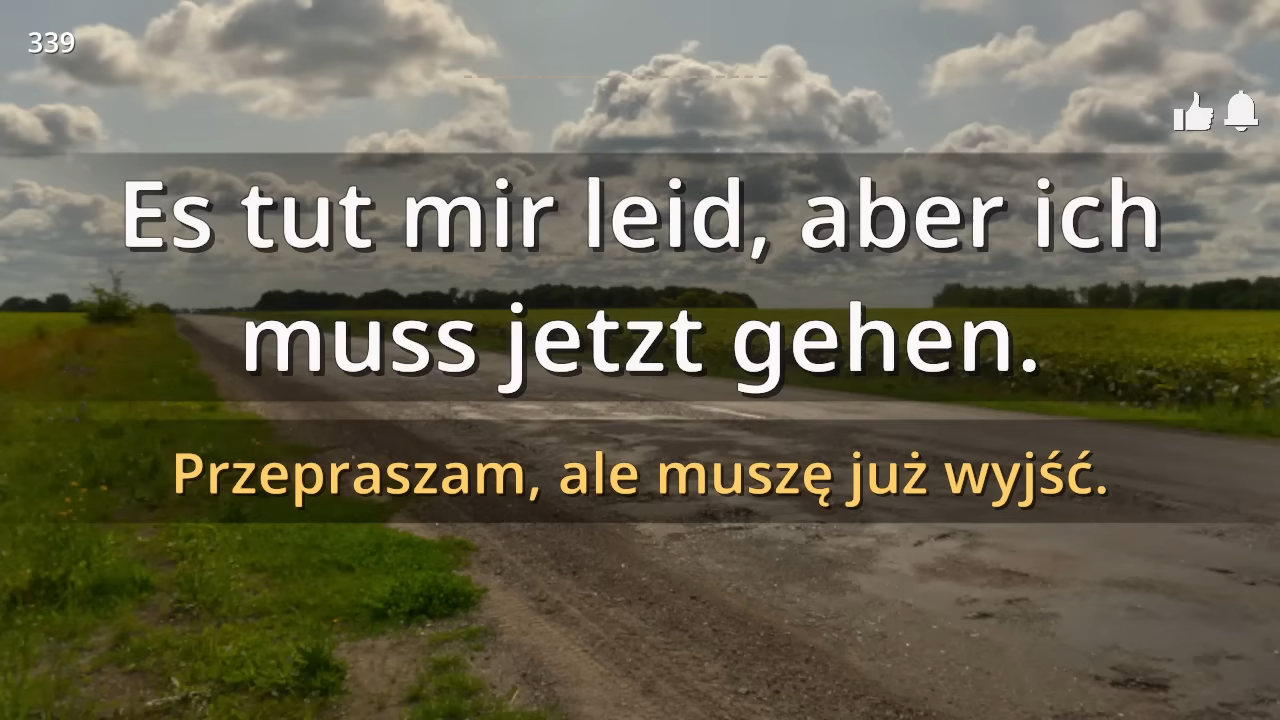 339
Es tut mir leid, aber ich
muss jetzt gehen.
Przepraszam, ale muszę już wyjść.